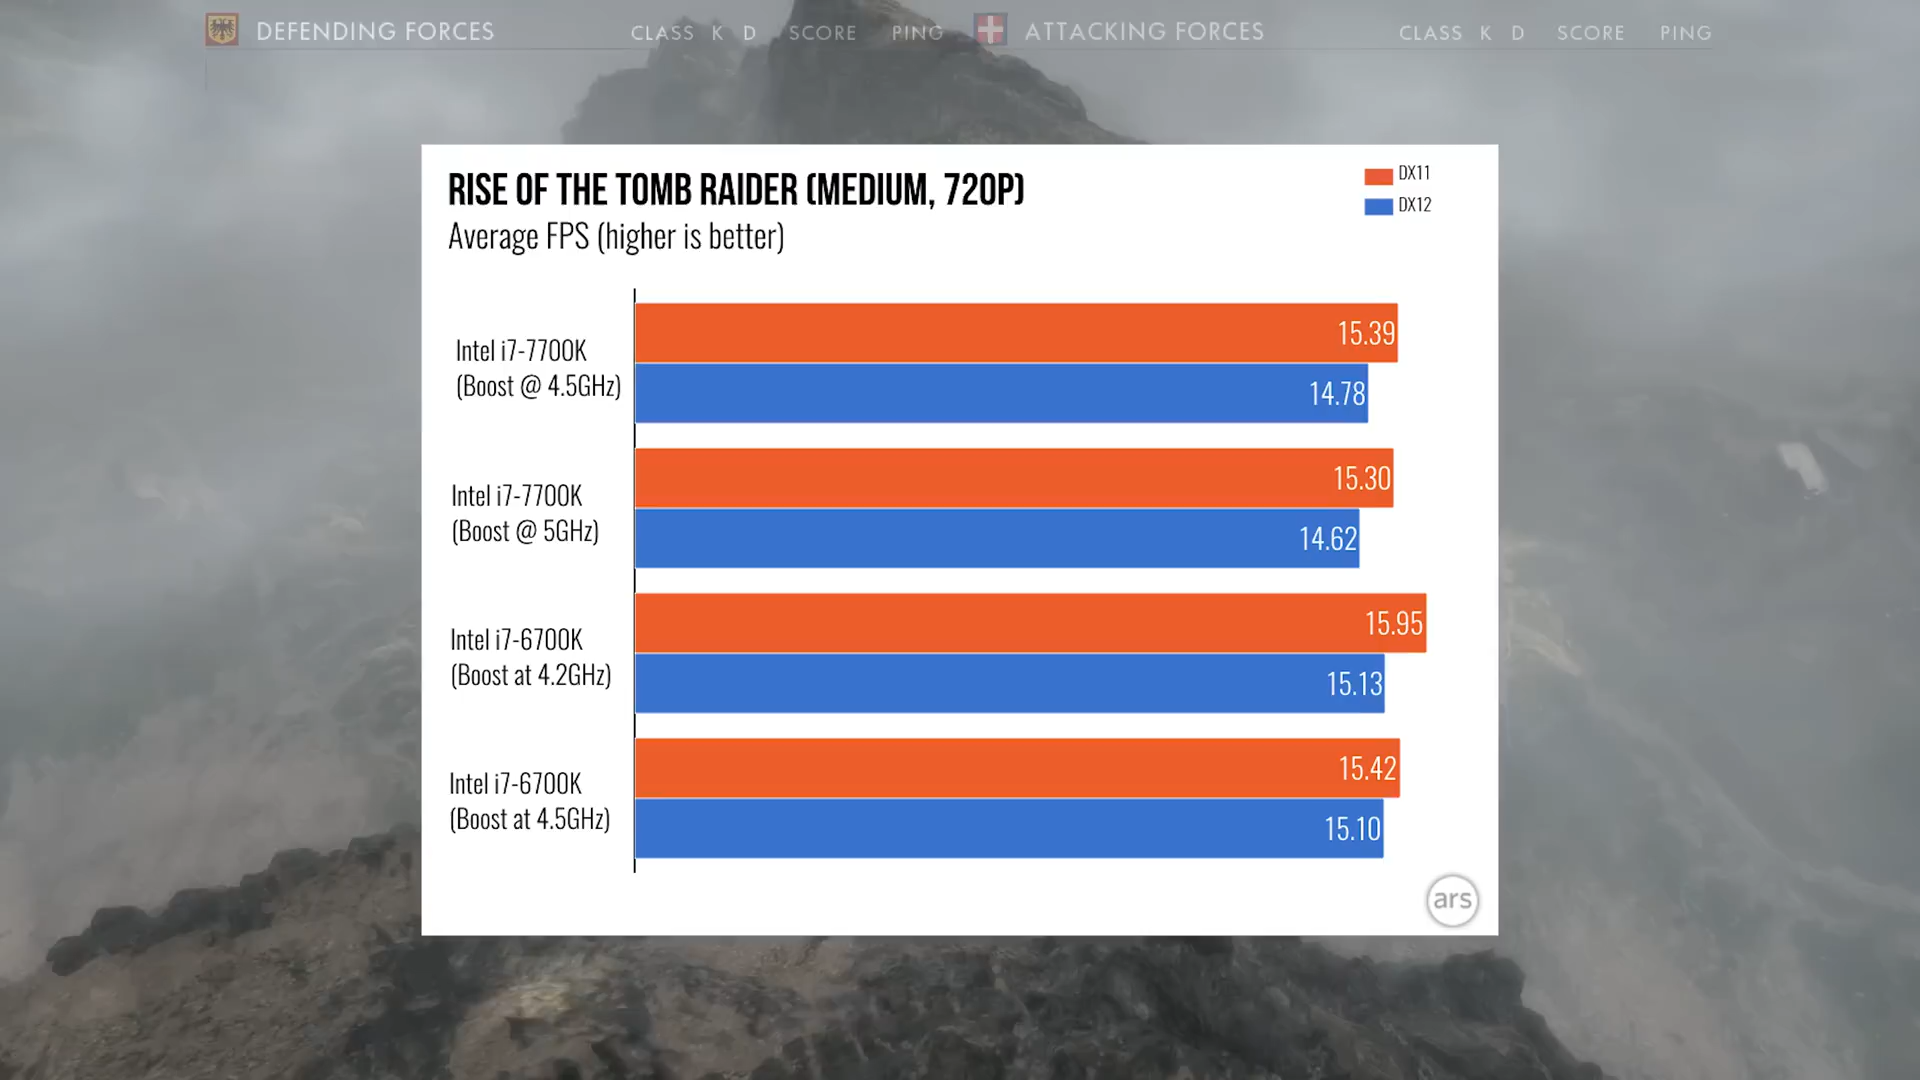 DEFENDING FORCES CLASS K D SCORE PING ATTACKING FORCES CLASS K D SCORE PING
RISE OF THE TOMB RAIDER (MEDIUM, 720P)
Average FPS (higher is better)
DX11
DX12
Intel i7-7700K
(Boost @ 4.5GHz)
15.39
14.78
Intel i7-7700K
(Boost @ 5GHz)
15.30
14.62
Intel i7-6700K
(Boost at 4.2GHz)
15.95
15.13
Intel i7-6700K
(Boost at 4.5GHz)
15.42
15.10
ars